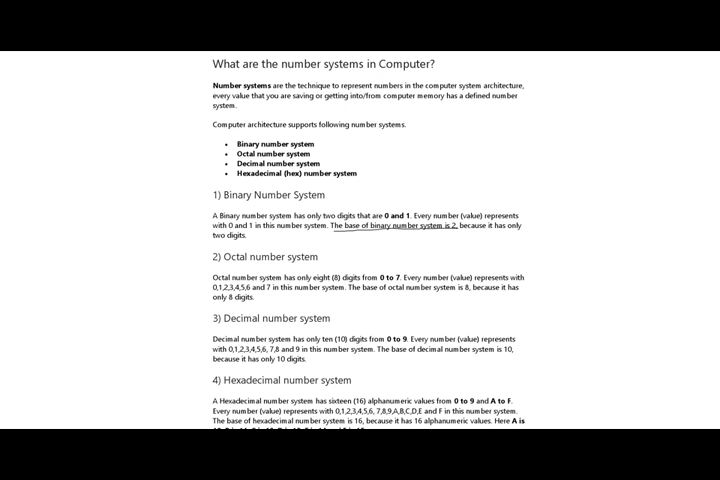 What are the number systems in Computer?
Number systems are the technique to represent numbers in the computer system architecture,
every value that you are saving or getting into/from computer memory has a defined number
system.
Computer architecture supports following number systems.
• Binary number system
• Octal number system
• Decimal number system
• Hexadecimal (hex) number system
1) Binary Number System
A Binary number system has only two digits that are 0 and 1. Every number (value) represents
with 0 and 1 in this number system. The base of binary number system is 2, because it has only
two digits.
2) Octal number system
Octal number system has only eight (8) digits from 0 to 7. Every number (value) represents with
0,1,2,3,4,5,6 and 7 in this number system. The base of octal number system is 8, because it has
only 8 digits.
3) Decimal number system
Decimal number system has only ten (10) digits from 0 to 9. Every number (value) represents
with 0,1,2,3,4,5,6, 7,8 and 9 in this number system. The base of decimal number system is 10,
because it has only 10 digits.
4) Hexadecimal number system
A Hexadecimal number system has sixteen (16) alphanumeric values from 0 to 9 and A to F.
Every number (value) represents with 0,1,2,3,4,5,6, 7,8,9,A,B,C,D,E and F in this number system.
The base of hexadecimal number system is 16, because it has 16 alphanumeric values. Here A is